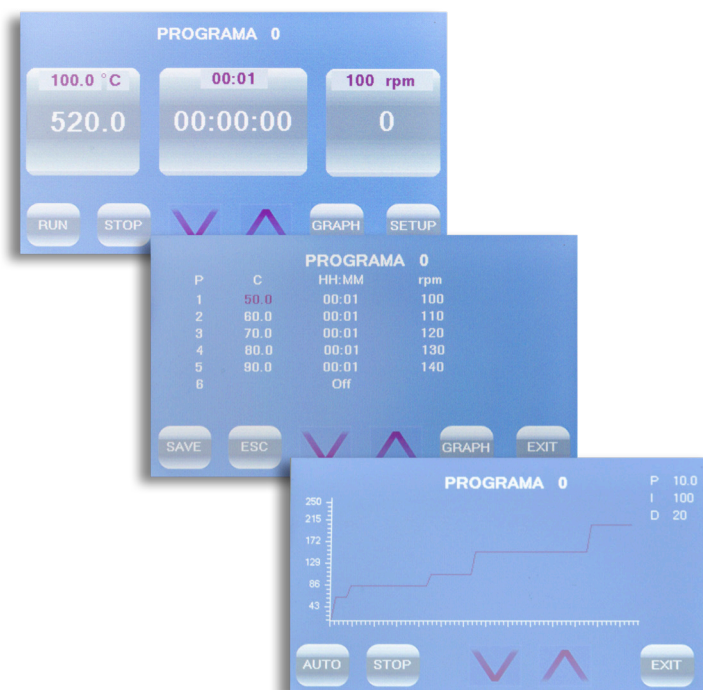 PROGRAMA 0
100.0 °C 00:01 100 rpm
520.0 00:00:00 0
RUN STOP GRAPH SETUP
PROGRAMA 0
P C HH:MM rpm
1 50.0 00:01 100
2 60.0 00:01 110
3 70.0 00:01 120
4 80.0 00:01 130
5 90.0 00:01 140
6 Off
SAVE ESC GRAPH EXIT
PROGRAMA 0
P 10.0
I 100
D 20
250
215
172
129
86
43
AUTO STOP EXIT